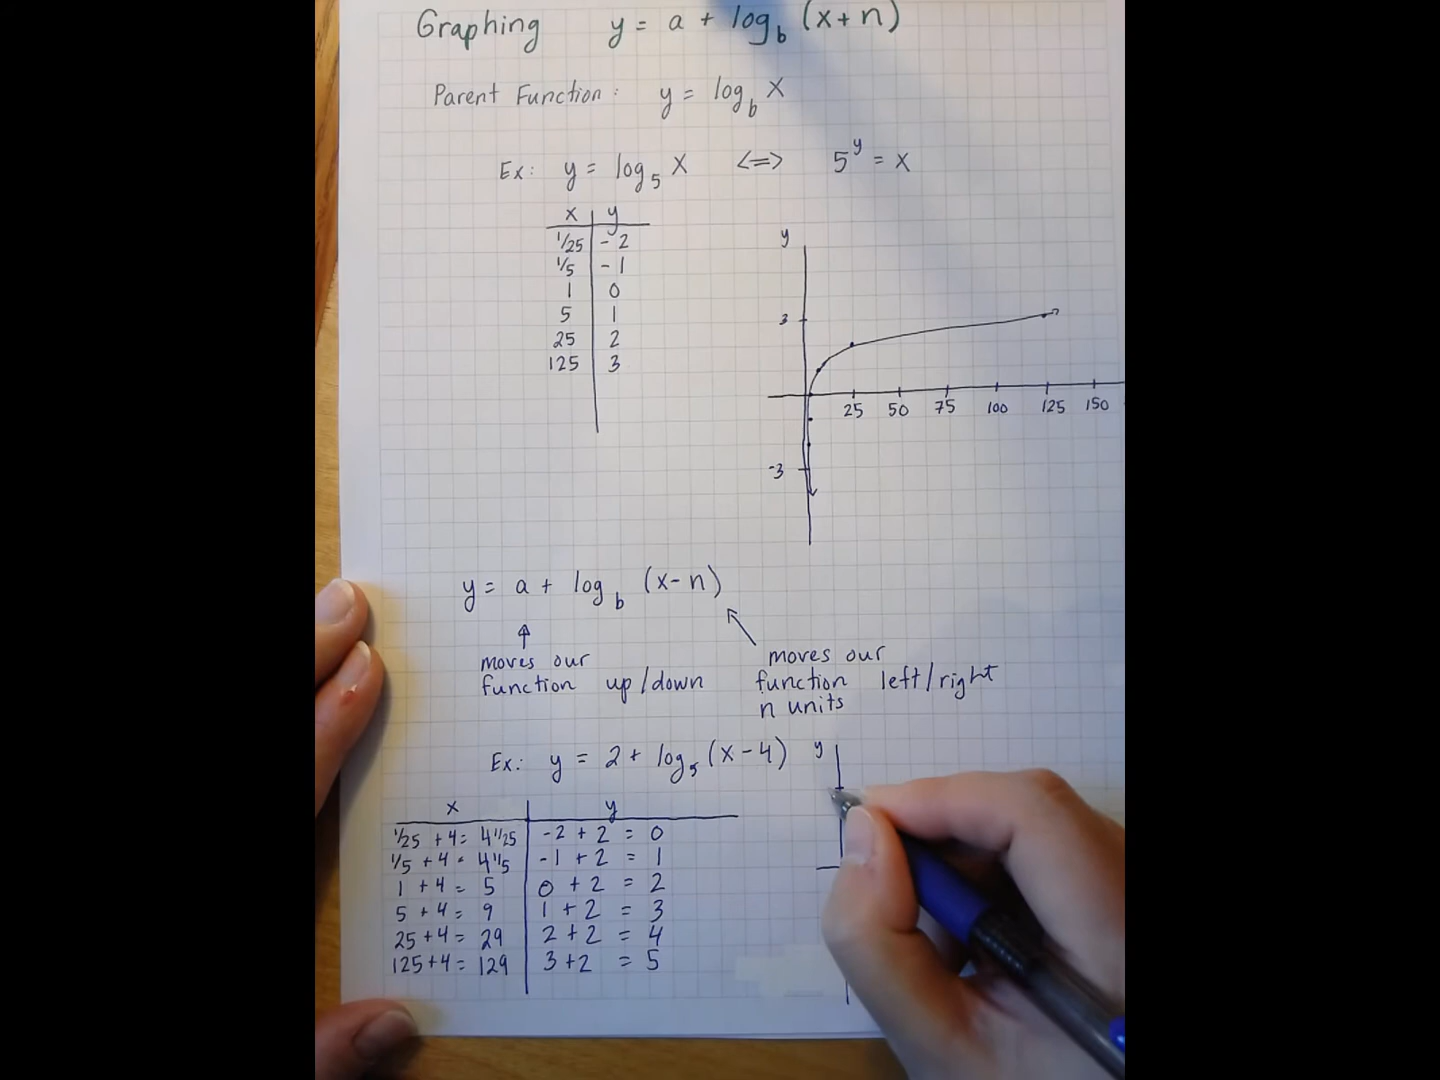 Graphing y = a + log_b (x + n)
Parent Function: y = log_b x
Ex: y = log_5 x <=> 5^y = x
x | y
1/25 | -2
1/5 | -1
1 | 0
5 | 1
25 | 2
125 | 3
y
3
25 50 75 100 125 150
-3
y = a + log_b (x - n)
moves our
function up/down
moves our
function left/right
n units
Ex: y = 2 + log_5 (x - 4)
x | y
1/25 + 4 = 4 1/25 | -2 + 2 = 0
1/5 + 4 = 4 1/5 | -1 + 2 = 1
1 + 4 = 5 | 0 + 2 = 2
5 + 4 = 9 | 1 + 2 = 3
25 + 4 = 29 | 2 + 2 = 4
125 + 4 = 129 | 3 + 2 = 5
y